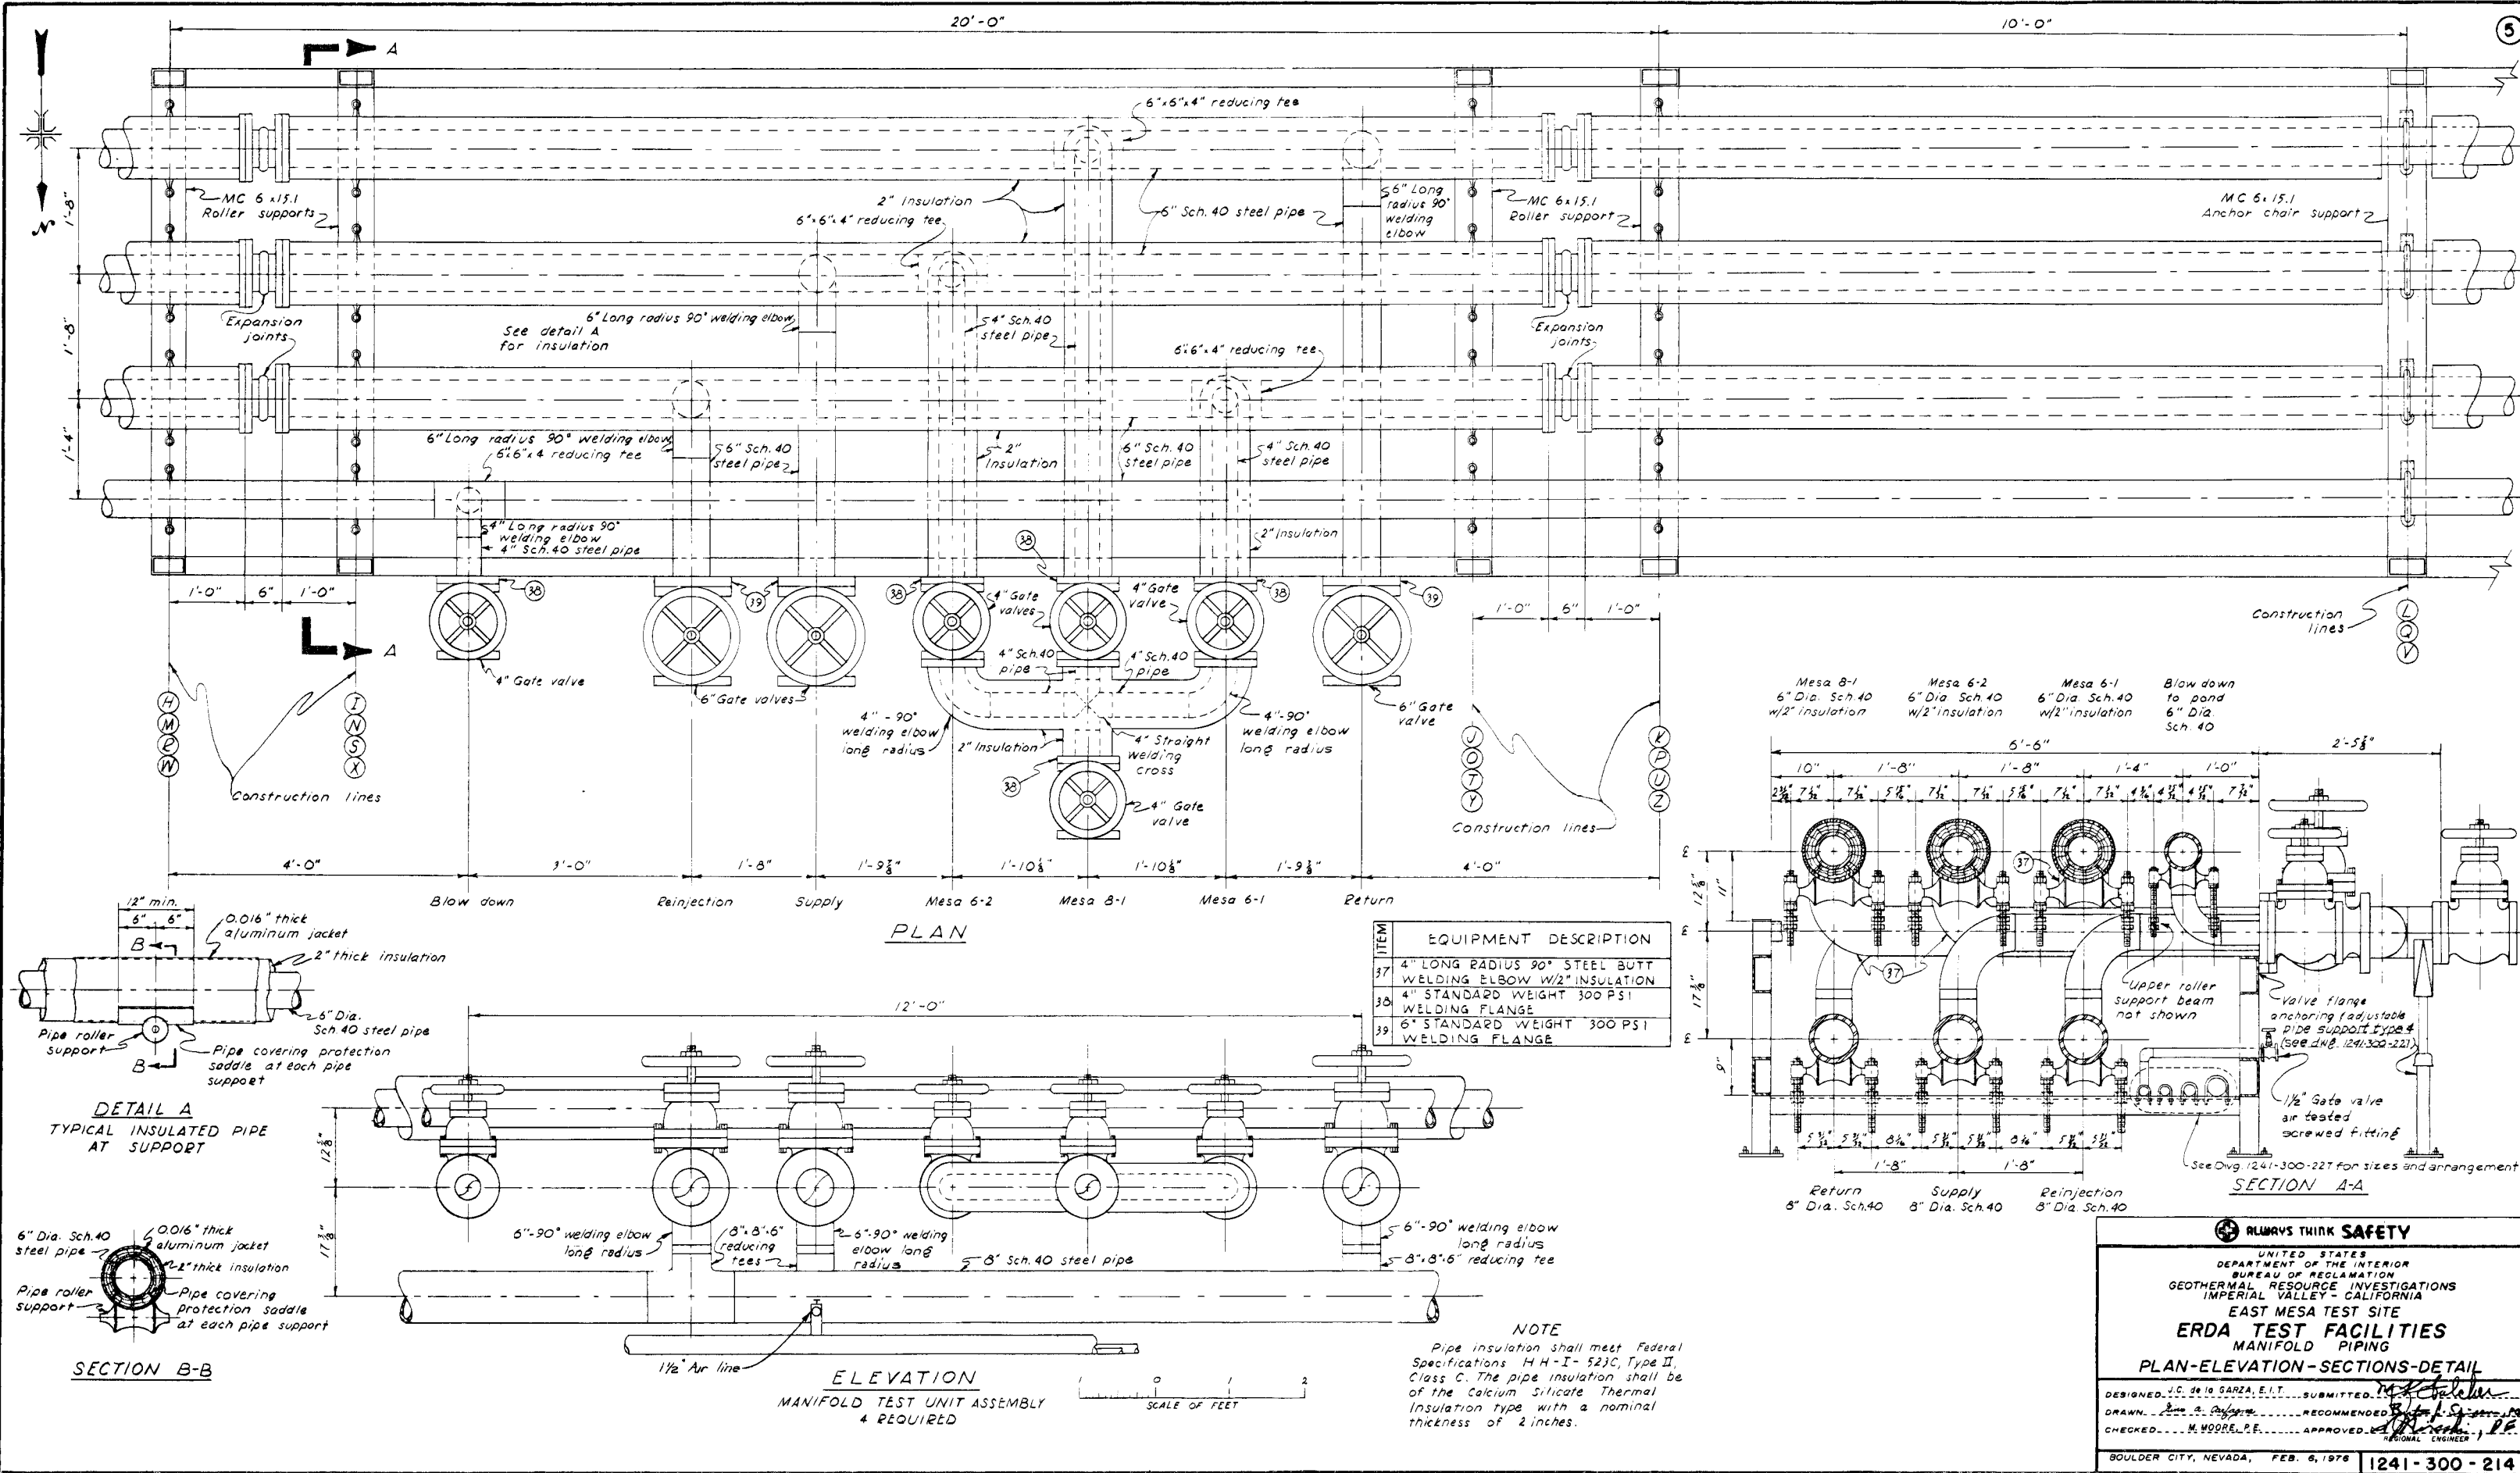 20'-0"
10'-0"
5
A
N
1'-8"
1'-8"
1'-4"
6"x6"x4" reducing tee
MC 6x15.1
Roller supports
2" Insulation
6"x6"x4" reducing tee
6" Sch. 40 steel pipe
6" Long
radius 90°
welding
elbow
MC 6x15.1
Roller support
MC 6x15.1
Anchor chair support
Expansion
joints
See detail A
for insulation
6" Long radius 90° welding elbow
4" Sch. 40
steel pipe
6"x6"x4" reducing tee
Expansion
joints
6" Long radius 90° welding elbow
6"x6"x4 reducing tee
6" Sch. 40
steel pipe
2"
Insulation
6" Sch. 40
steel pipe
4" Sch. 40
steel pipe
4" Long radius 90°
welding elbow
4" Sch. 40 steel pipe
38
2" Insulation
1'-0"
6"
1'-0"
38
39
38
4" Gate
valves
4" Gate
valve
38
39
1'-0"
6"
1'-0"
Construction
lines
L
Q
V
A
4" Gate valve
6" Gate valves
4" Sch. 40
pipe
4" Sch. 40
pipe
6" Gate
valve
H
M
R
W
I
N
S
X
Construction lines
4" - 90°
welding elbow
long radius
2" Insulation
4" Straight
welding
cross
4"-90°
welding elbow
long radius
38
4" Gate
valve
J
O
T
Y
K
P
U
Z
Construction lines
4'-0"
3'-0"
1'-8"
1'-9⅞"
1'-10⅛"
1'-10⅛"
1'-9⅞"
4'-0"
Blow down
Reinjection
Supply
Mesa 6-2
Mesa 8-1
Mesa 6-1
Return
PLAN
Mesa 8-1
6" Dia. Sch. 40
w/2" insulation
Mesa 6-2
6" Dia. Sch. 40
w/2" insulation
Mesa 6-1
6" Dia. Sch. 40
w/2" insulation
Blow down
to pond
6" Dia.
Sch. 40
6'-6"
10"
1'-8"
1'-8"
1'-4"
1'-0"
37
11"
12⅝"
17⅜"
9"
37
Upper roller
support beam
not shown
Valve flange
anchoring (adjustable
pipe support type 4
(see dwg. 1241-300-221)
1½" Gate valve
air tested
screwed fitting
See Dwg. 1241-300-227 for sizes and arrangement
1'-8"
1'-8"
Return
8" Dia. Sch. 40
Supply
8" Dia. Sch. 40
Reinjection
8" Dia. Sch. 40
SECTION A-A
ITEM
EQUIPMENT DESCRIPTION
37 4" LONG RADIUS 90° STEEL BUTT
WELDING ELBOW W/2" INSULATION
38 4" STANDARD WEIGHT 300 PSI
WELDING FLANGE
39 6" STANDARD WEIGHT 300 PSI
WELDING FLANGE
12" min.
6"
6"
0.016" thick
aluminum jacket
B
2" thick insulation
6" Dia.
Sch. 40 steel pipe
Pipe roller
support
B
Pipe covering protection
saddle at each pipe
support
DETAIL A
TYPICAL INSULATED PIPE
AT SUPPORT
6" Dia. Sch. 40
steel pipe
0.016" thick
aluminum jacket
2" thick insulation
Pipe roller
support
Pipe covering
protection saddle
at each pipe support
SECTION B-B
12'-0"
12⅝"
17⅜"
6"-90° welding elbow
long radius
8"x8"x6"
reducing
tees
6"-90° welding
elbow long
radius
8" Sch. 40 steel pipe
6"-90° welding elbow
long radius
8"x8"x6" reducing tee
1½" Air line
ELEVATION
MANIFOLD TEST UNIT ASSEMBLY
4 REQUIRED
1 0 1 2
SCALE OF FEET
NOTE
Pipe insulation shall meet Federal
Specifications H H - I - 523C, Type II,
Class C. The pipe insulation shall be
of the Calcium Silicate Thermal
Insulation type with a nominal
thickness of 2 inches.
ALWAYS THINK SAFETY
UNITED STATES
DEPARTMENT OF THE INTERIOR
BUREAU OF RECLAMATION
GEOTHERMAL RESOURCE INVESTIGATIONS
IMPERIAL VALLEY - CALIFORNIA
EAST MESA TEST SITE
ERDA TEST FACILITIES
MANIFOLD PIPING
PLAN-ELEVATION-SECTIONS-DETAIL
DESIGNED J.C. de la GARZA, E.I.T. SUBMITTED
DRAWN RECOMMENDED
CHECKED M. MOORE, P.E. APPROVED
REGIONAL ENGINEER
BOULDER CITY, NEVADA, FEB. 6, 1976
1241 - 300 - 214